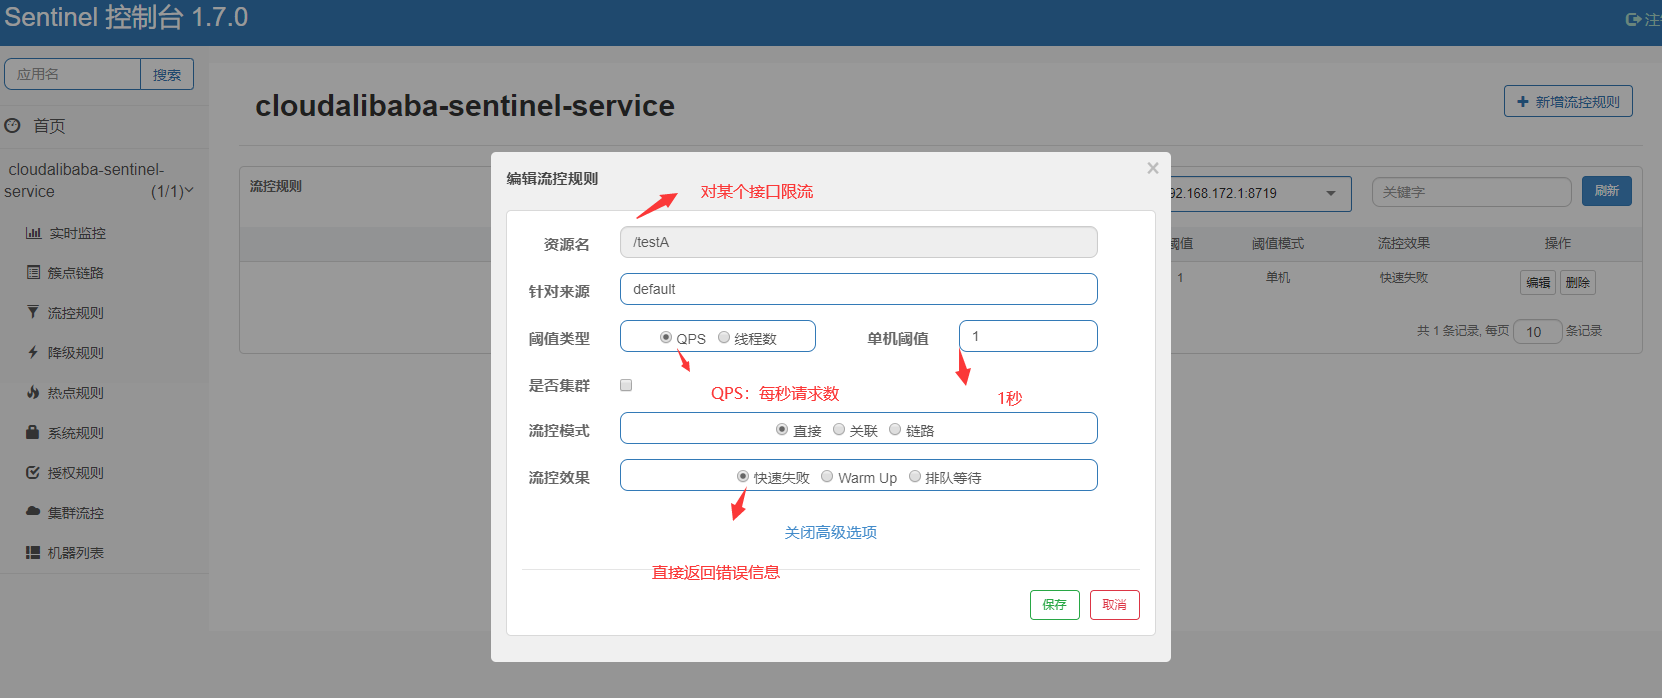 Sentinel 控制台 1.7.0
应用名
搜索
首页
cloudalibaba-sentinel-
service
(1/1)
实时监控
簇点链路
流控规则
降级规则
热点规则
系统规则
授权规则
集群流控
机器列表
cloudalibaba-sentinel-service
新增流控规则
流控规则
92.168.172.1:8719
关键字
刷新
阈值
阈值模式
流控效果
操作
1
单机
快速失败
编辑
删除
共 1 条记录, 每页
10
条记录
编辑流控规则
×
对某个接口限流
资源名
/testA
针对来源
default
阈值类型
QPS
线程数
单机阈值
1
是否集群
QPS：每秒请求数
1秒
流控模式
直接
关联
链路
流控效果
快速失败
Warm Up
排队等待
关闭高级选项
直接返回错误信息
保存
取消